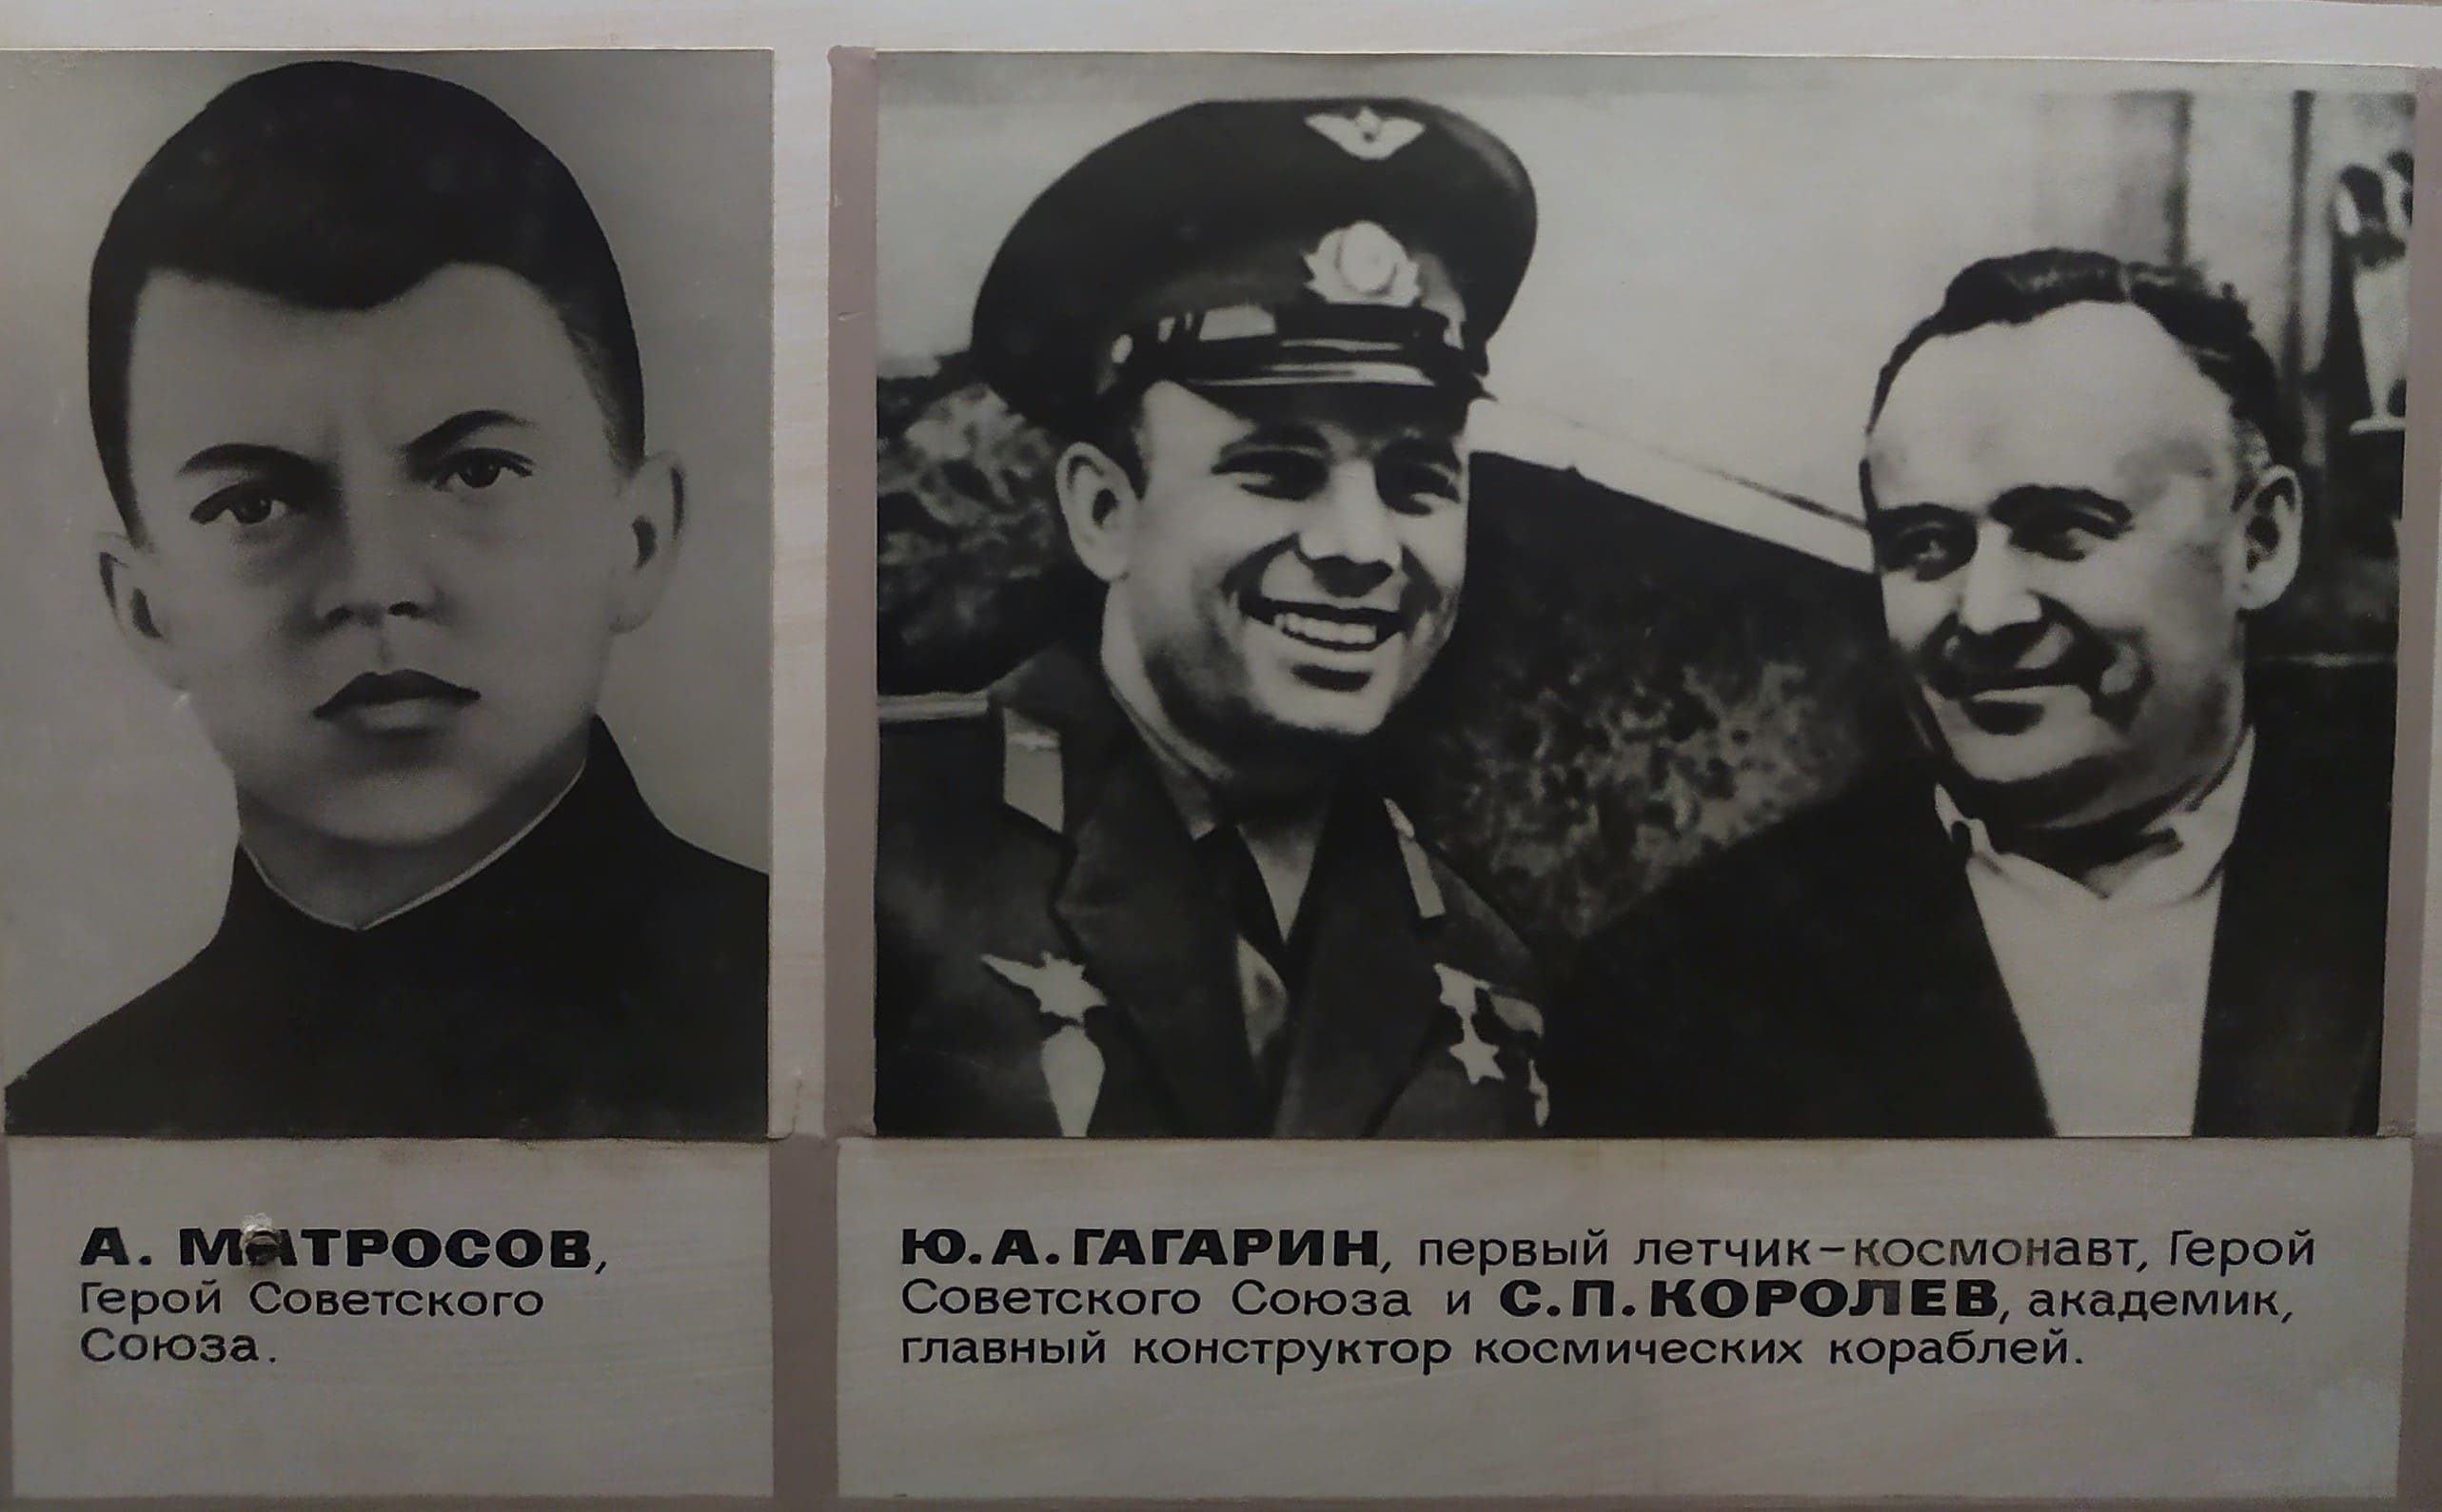 А. МАТРОСОВ,
Герой Советского
Союза.
Ю. А. ГАГАРИН, первый летчик-космонавт, Герой
Советского Союза и С. П. КОРОЛЕВ, академик,
главный конструктор космических кораблей.